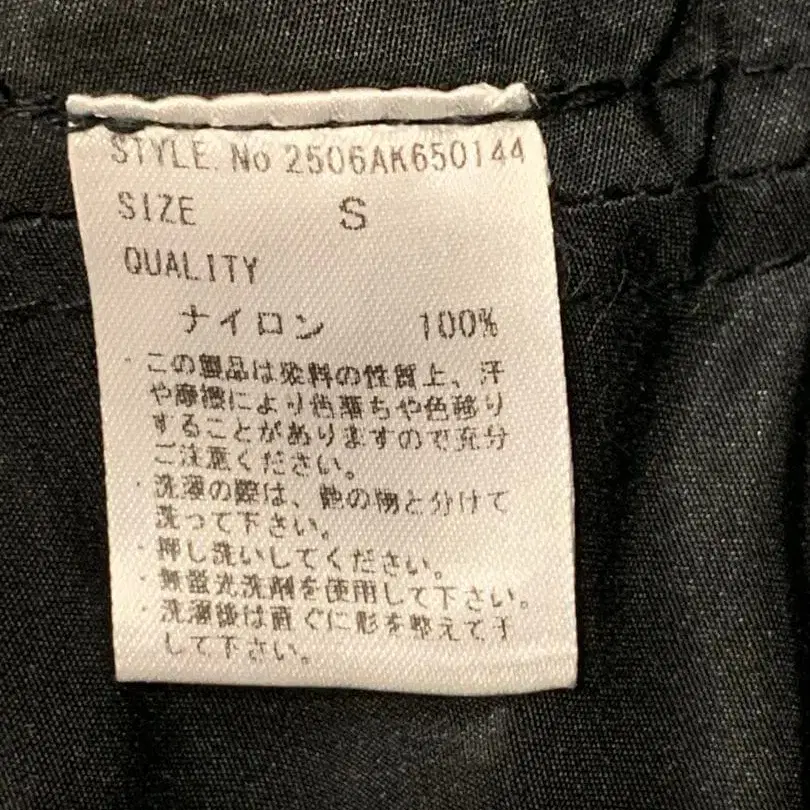 STYLE. No 2506AK650144
SIZE S
QUALITY
ナイロン 100%
・この製品は染料の性質上、汗
や摩擦により色落ちや色移り
することがありますので充分
ご注意ください。
・洗濯の際は、他の物と分けて
洗って下さい。
・押し洗いしてください。
・無蛍光洗剤を使用して下さい。
・洗濯後は直ぐに形を整えて干
して下さい。